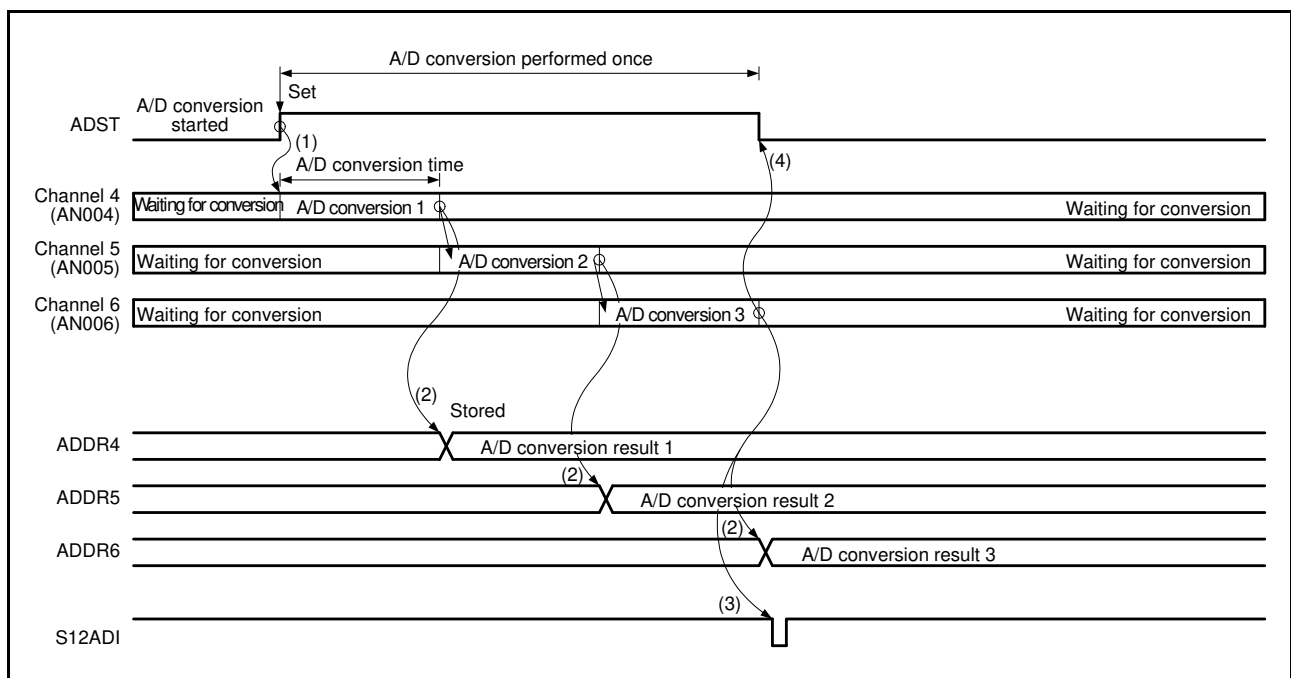 A/D conversion performed once
Set
A/D conversion
started
ADST
(1)
(4)
A/D conversion time
Channel 4
(AN004)
Waiting for conversion
A/D conversion 1
Waiting for conversion
Channel 5
(AN005)
Waiting for conversion
A/D conversion 2
Waiting for conversion
Channel 6
(AN006)
Waiting for conversion
A/D conversion 3
Waiting for conversion
(2)
Stored
ADDR4
A/D conversion result 1
(2)
ADDR5
A/D conversion result 2
(2)
ADDR6
A/D conversion result 3
(3)
S12ADI